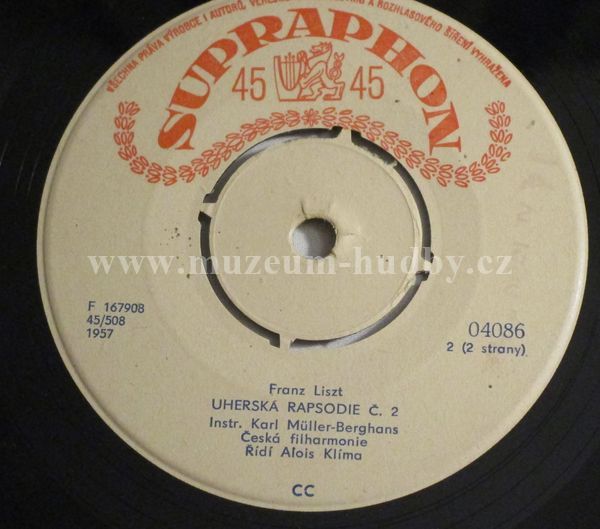 VŠECHNA PRÁVA VÝROBCE I AUTORŮ, ROZHLASOVÉHO ŠÍŘENÍ VYHRAŽENA
SUPRAPHON
45 45
www.muzeum-hudby.cz
F 167908
45/508
1957
04086
2 (2 strany)
Franz Liszt
UHERSKÁ RAPSODIE Č. 2
Instr. Karl Müller-Berghans
Česká filharmonie
Řídí Alois Klíma
CC